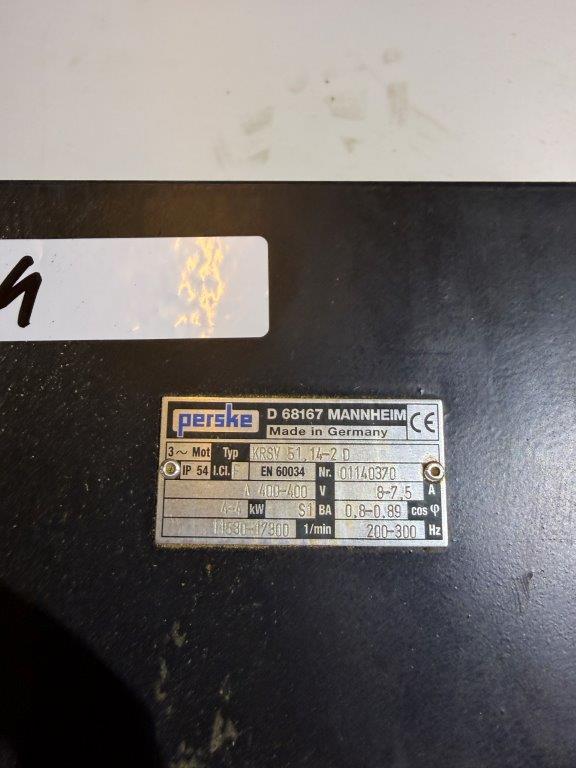 perske D 68167 MANNHEIM CE
Made in Germany
3~ Mot Typ KRSV 51.14-2 D
IP 54 I.Cl. F EN 60034 Nr. 01140370
400-400 V 8-7,5 A
4-4 kW S1 BA 0,8-0,89 cos φ
11530-17300 1/min 200-300 Hz